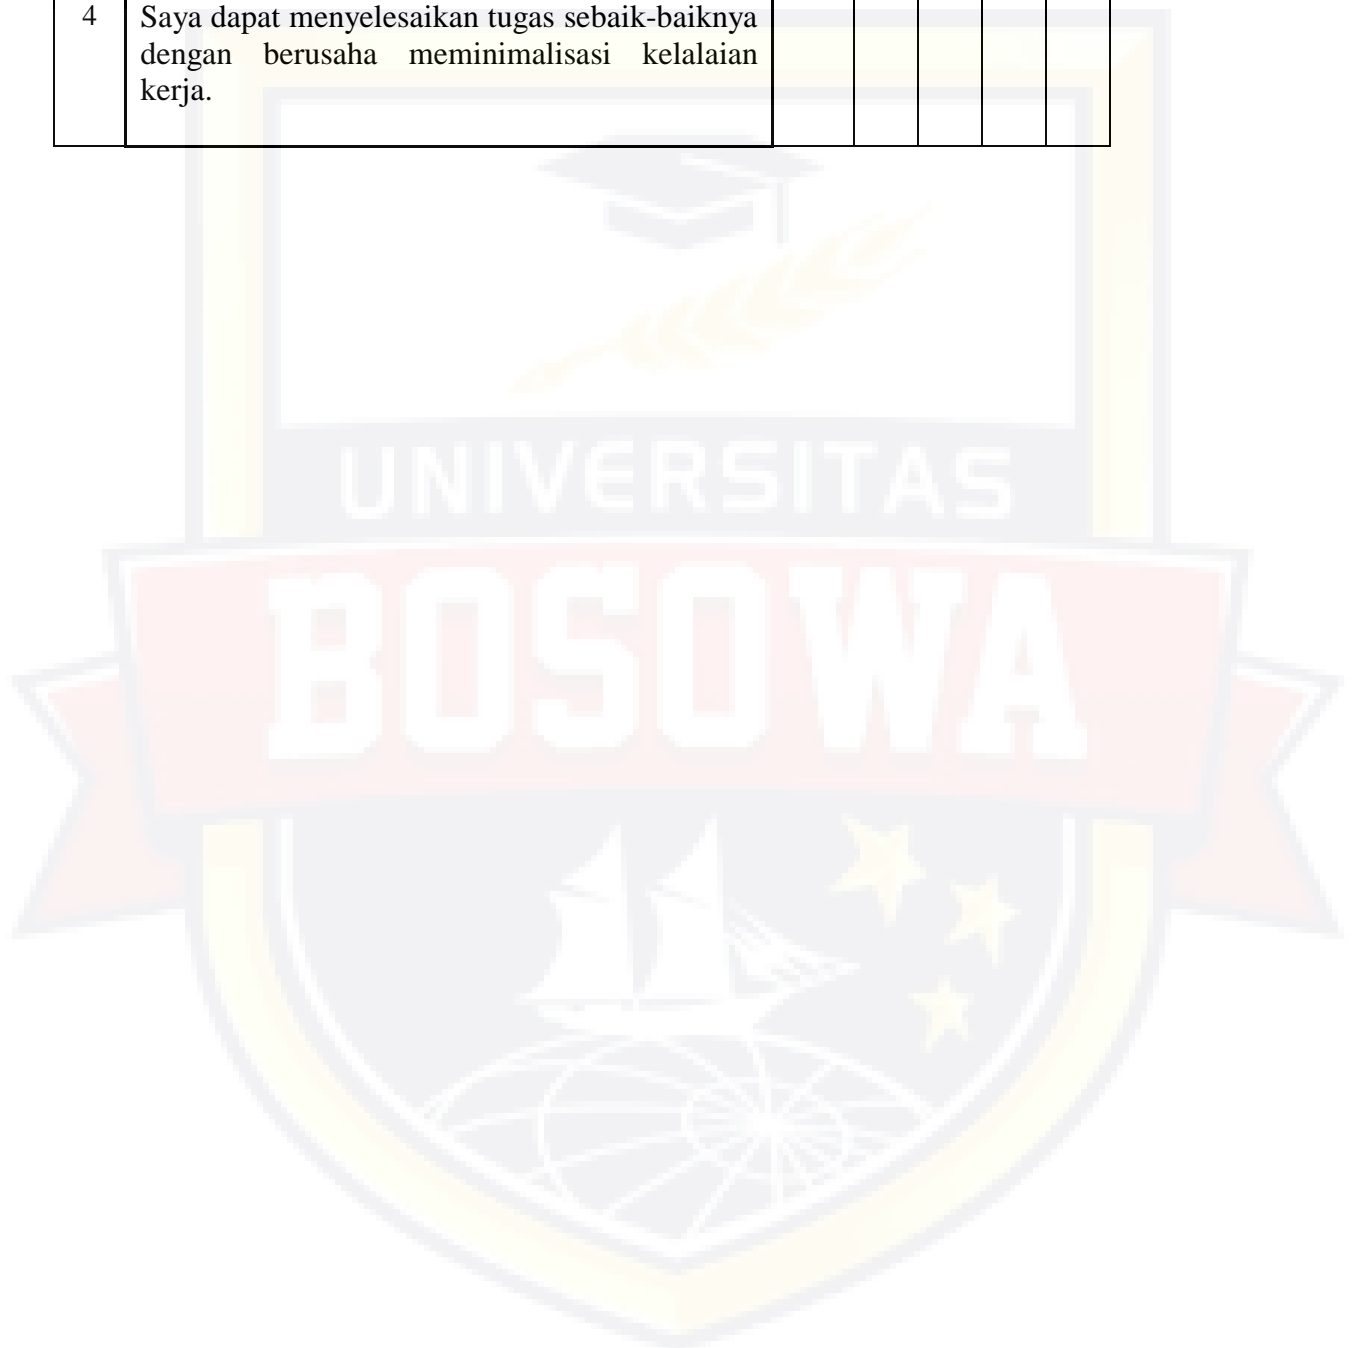 4
Saya dapat menyelesaikan tugas sebaik-baiknya
dengan berusaha meminimalisasi kelalaian
kerja.
UNIVERSITAS
BOSOWA